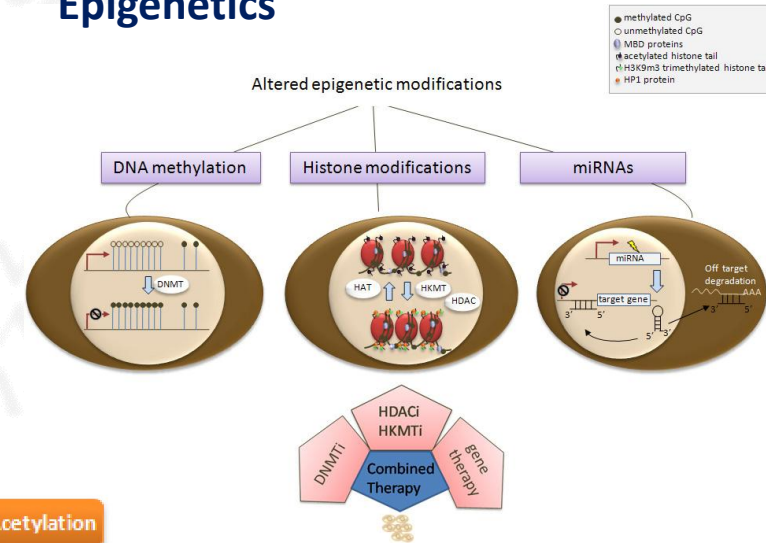 Epigenetics
methylated CpG
unmethylated CpG
MBD proteins
acetylated histone tail
H3K9m3 trimethylated histone ta
HP1 protein
Altered epigenetic modifications
DNA methylation
Histone modifications
miRNAs
DNMT
HAT
HKMT
HDAC
miRNA
target gene
3′ 5′
5′ 3′
Off target
degradation
AAA
3′ 5′
HDACi
HKMTi
DNMTi
gene
therapy
Combined
Therapy
cetylation